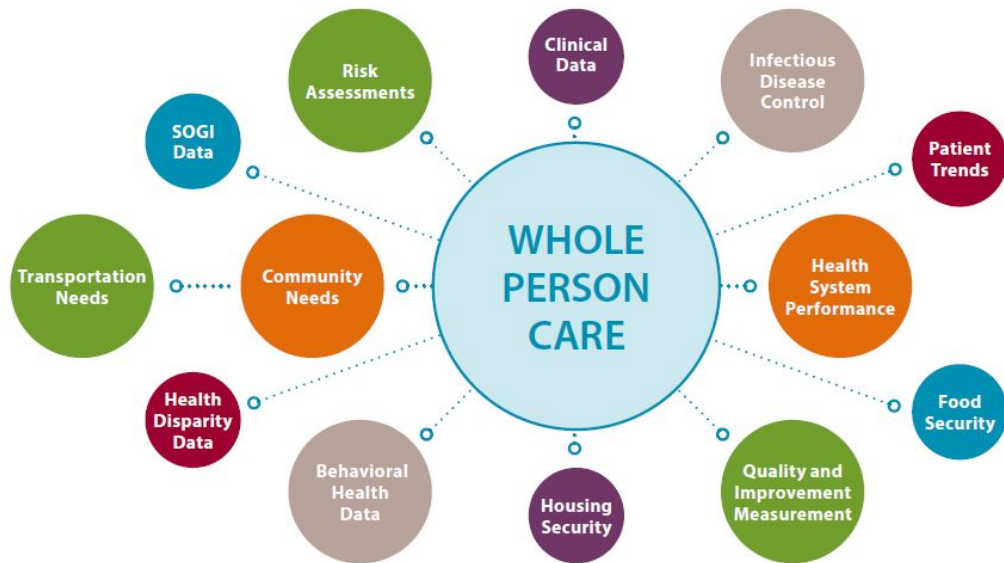 Clinical
Data
Risk
Assessments
Infectious
Disease
Control
SOGI
Data
Patient
Trends
WHOLE
PERSON
CARE
Transportation
Needs
Community
Needs
Health
System
Performance
Health
Disparity
Data
Food
Security
Behavioral
Health
Data
Housing
Security
Quality and
Improvement
Measurement